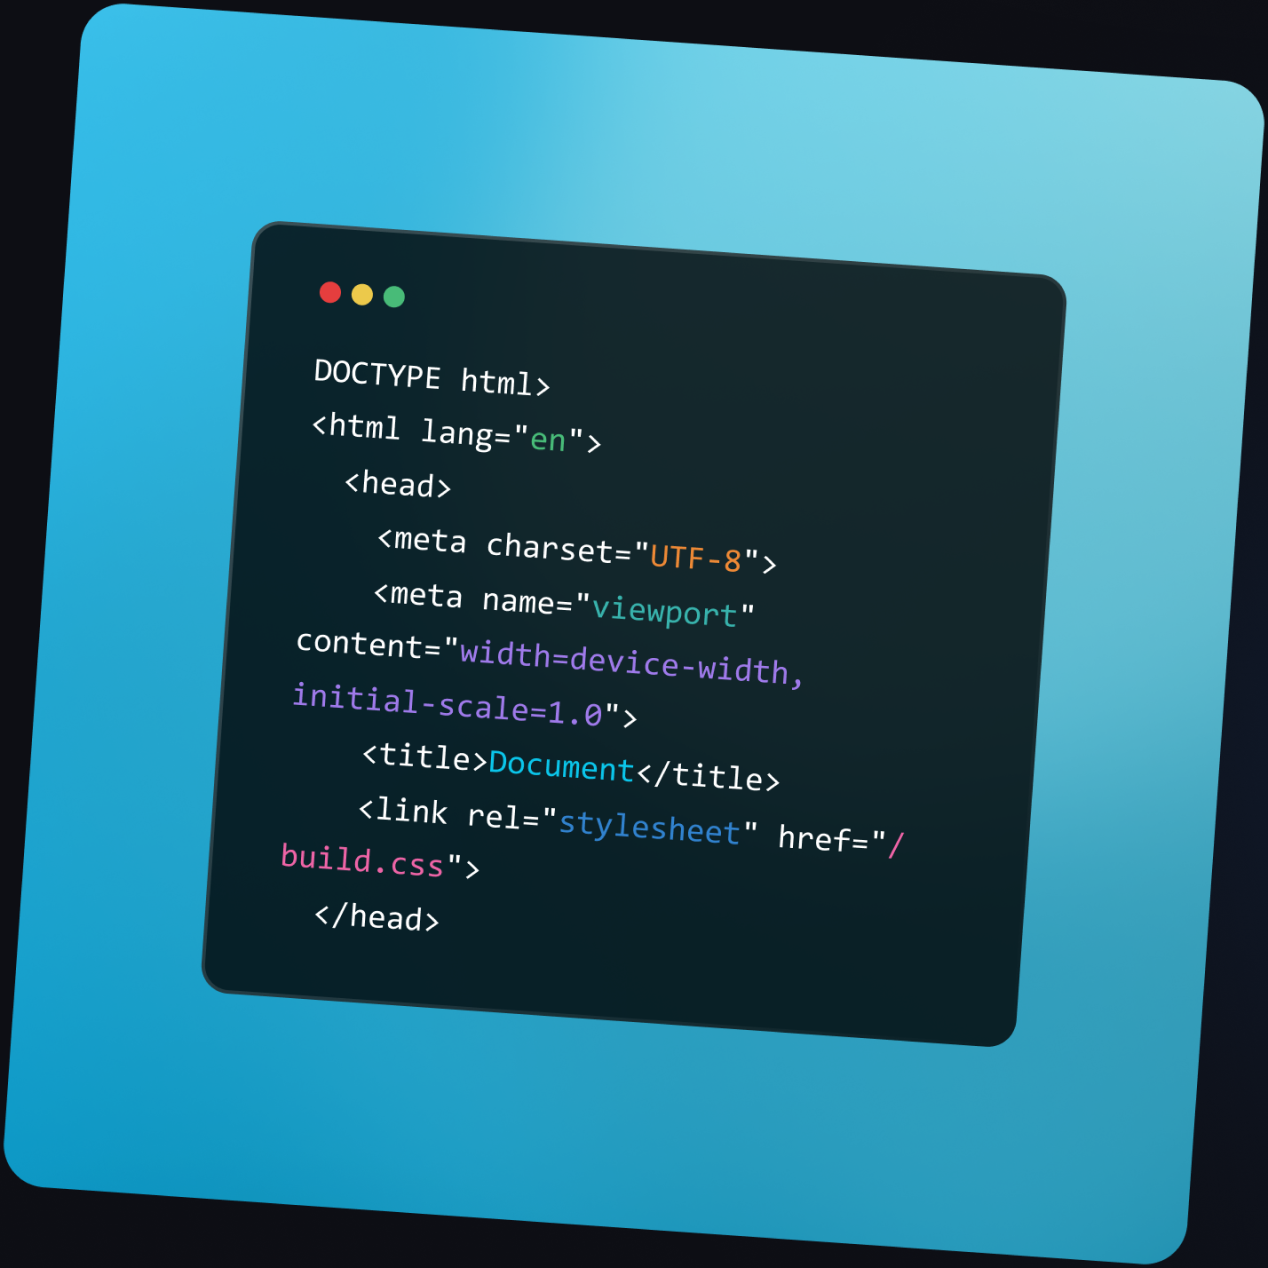 DOCTYPE html>
<html lang="en">
<head>
<meta charset="UTF-8">
<meta name="viewport"
content="width=device-width,
initial-scale=1.0">
<title>Document</title>
<link rel="stylesheet" href="/
build.css">
</head>